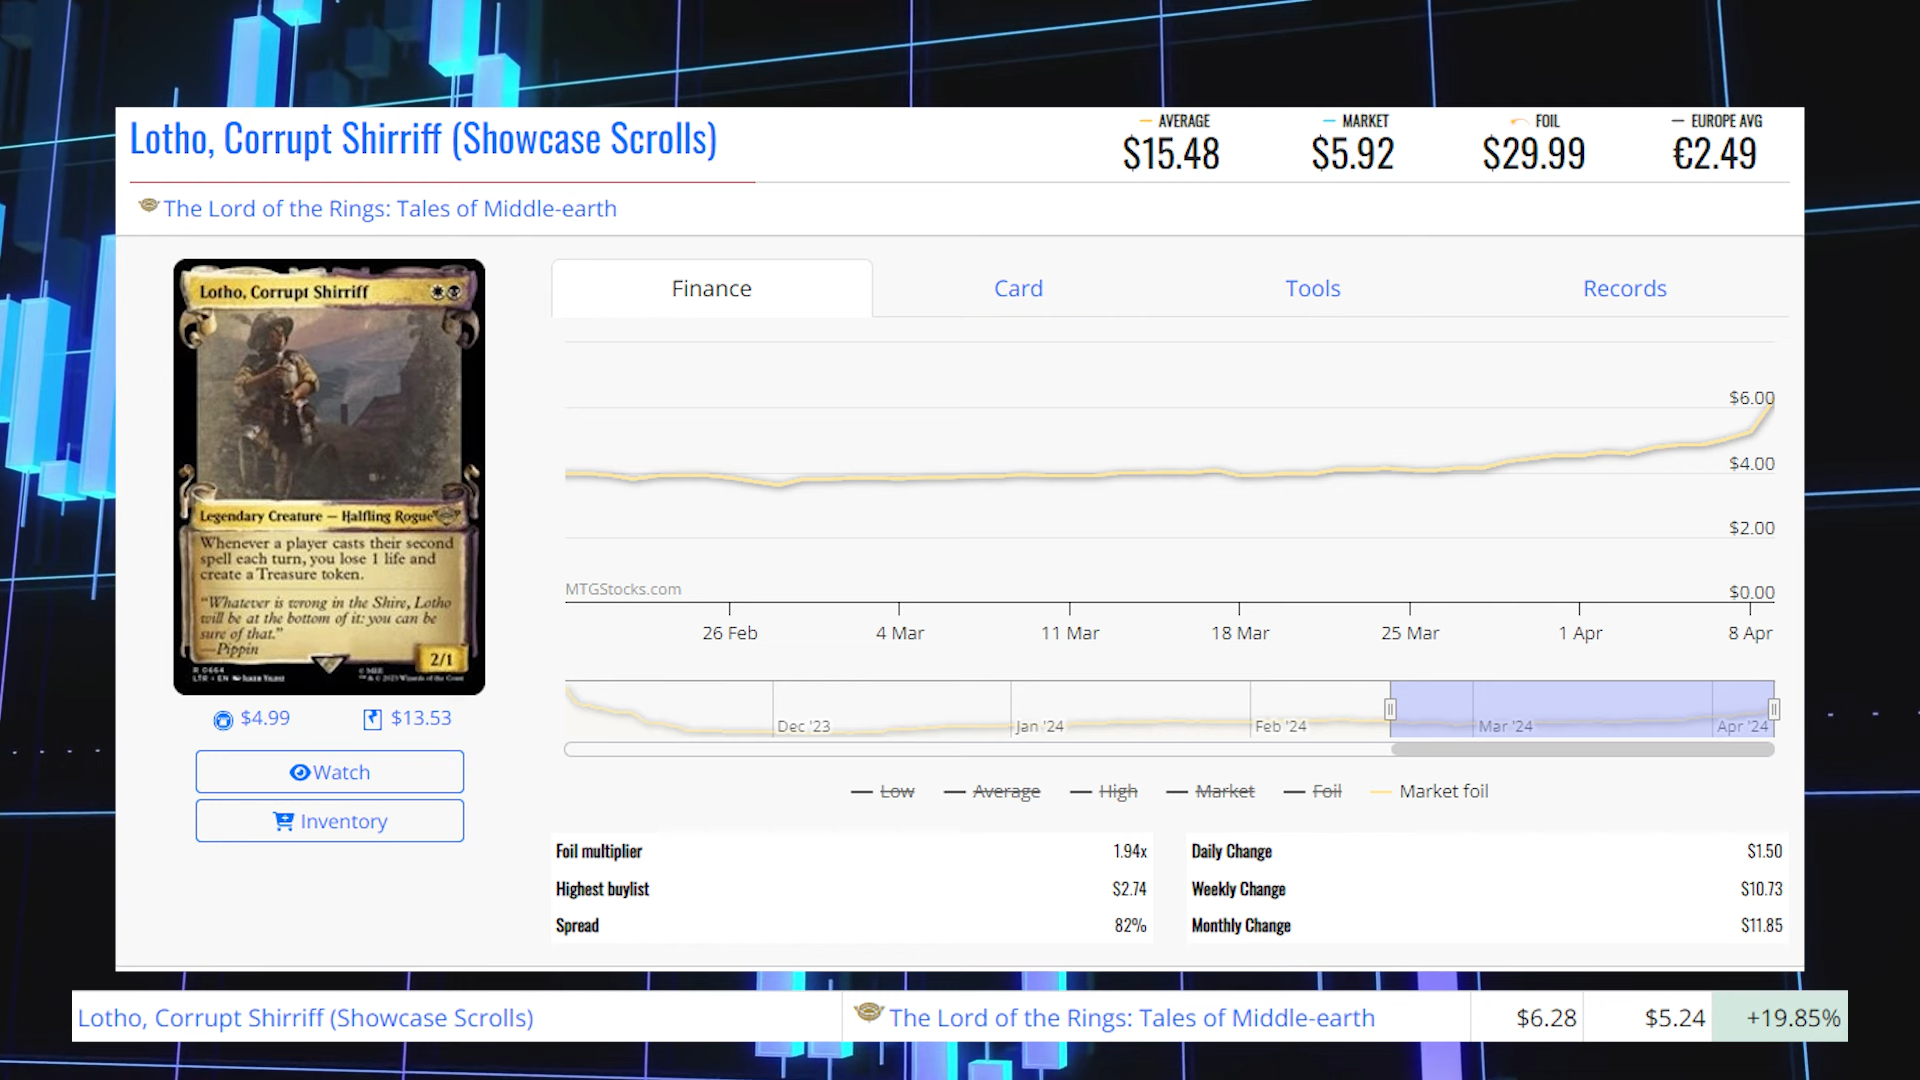 Lotho, Corrupt Shirriff (Showcase Scrolls)
AVERAGE
$15.48
MARKET
$5.92
FOIL
$29.99
EUROPE AVG
€2.49
The Lord of the Rings: Tales of Middle-earth
Lotho, Corrupt Shirriff
Legendary Creature — Halfling Rogue
Whenever a player casts their second
spell each turn, you lose 1 life and
create a Treasure token.
“Whatever is wrong in the Shire, Lotho
will be at the bottom of it: you can be
sure of that.”
—Pippin
2/1
R 0664
LTR • EN
$4.99
$13.53
Watch
Inventory
Finance
Card
Tools
Records
$6.00
$4.00
$2.00
$0.00
MTGStocks.com
26 Feb
4 Mar
11 Mar
18 Mar
25 Mar
1 Apr
8 Apr
Dec '23
Jan '24
Feb '24
Mar '24
Apr '24
Low
Average
High
Market
Foil
Market foil
Foil multiplier 1.94x
Highest buylist $2.74
Spread 82%
Daily Change $1.50
Weekly Change $10.73
Monthly Change $11.85
Lotho, Corrupt Shirriff (Showcase Scrolls) The Lord of the Rings: Tales of Middle-earth $6.28 $5.24 +19.85%